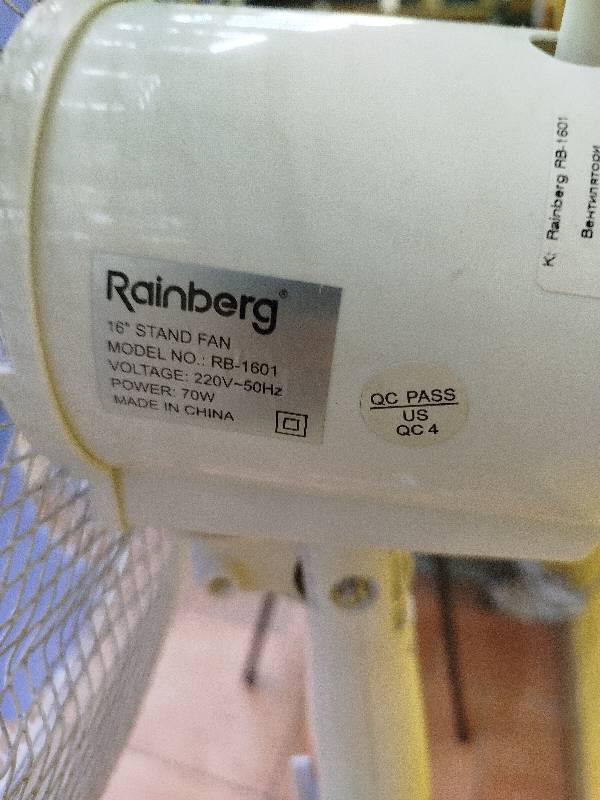 Rainberg®
16" STAND FAN
MODEL NO.: RB-1601
VOLTAGE: 220V~50Hz
POWER: 70W
MADE IN CHINA
QC PASS
US
QC 4
K: Rainberg RB-1601
Вентилятори